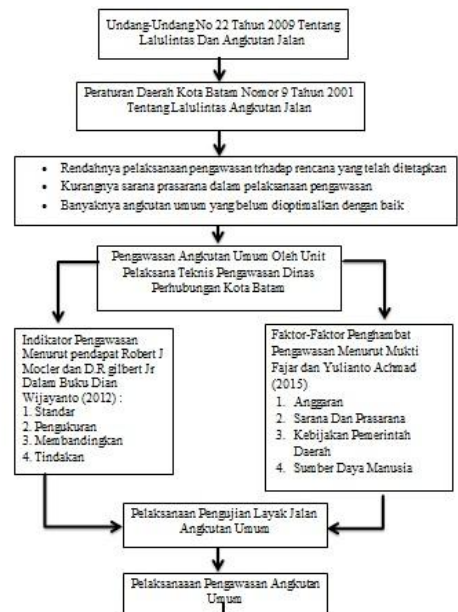 Undang-Undang No 22 Tahun 2009 Tentang
Lalulintas Dan Angkutan Jalan
Peraturan Daerah Kota Batam Nomor 9 Tahun 2001
Tentang Lalulintas Angkutan Jalan
• Rendahnya pelaksanaan pengawasan trhadap rencana yang telah ditetapkan
• Kurangnya sarana prasarana dalam pelaksanaan pengawasan
• Banyaknya angkutan umum yang belum dioptimalkan dengan baik
Pengawasan Angkutan Umum Oleh Unit
Pelaksana Teknis Pengawasan Dinas
Perhubungan Kota Batam
Indikator Pengawasan
Menurut pendapat Robert J
Mocler dan D.R gilbert Jr
Dalam Buku Dian
Wijayanto (2012) :
1. Standar
2. Pengukuran
3. Membandingkan
4. Tindakan
Faktor-Faktor Penghambat
Pengawasan Menurut Mukti
Fajar dan Yulianto Achmad
(2015)
1. Anggaran
2. Sarana Dan Prasarana
3. Kebijakan Pemerintah
Daerah
4. Sumber Daya Manusia
Pelaksanaan Pengujian Layak Jalan
Angkutan Umum
Pelaksanaaan Pengawasan Angkutan
Umum